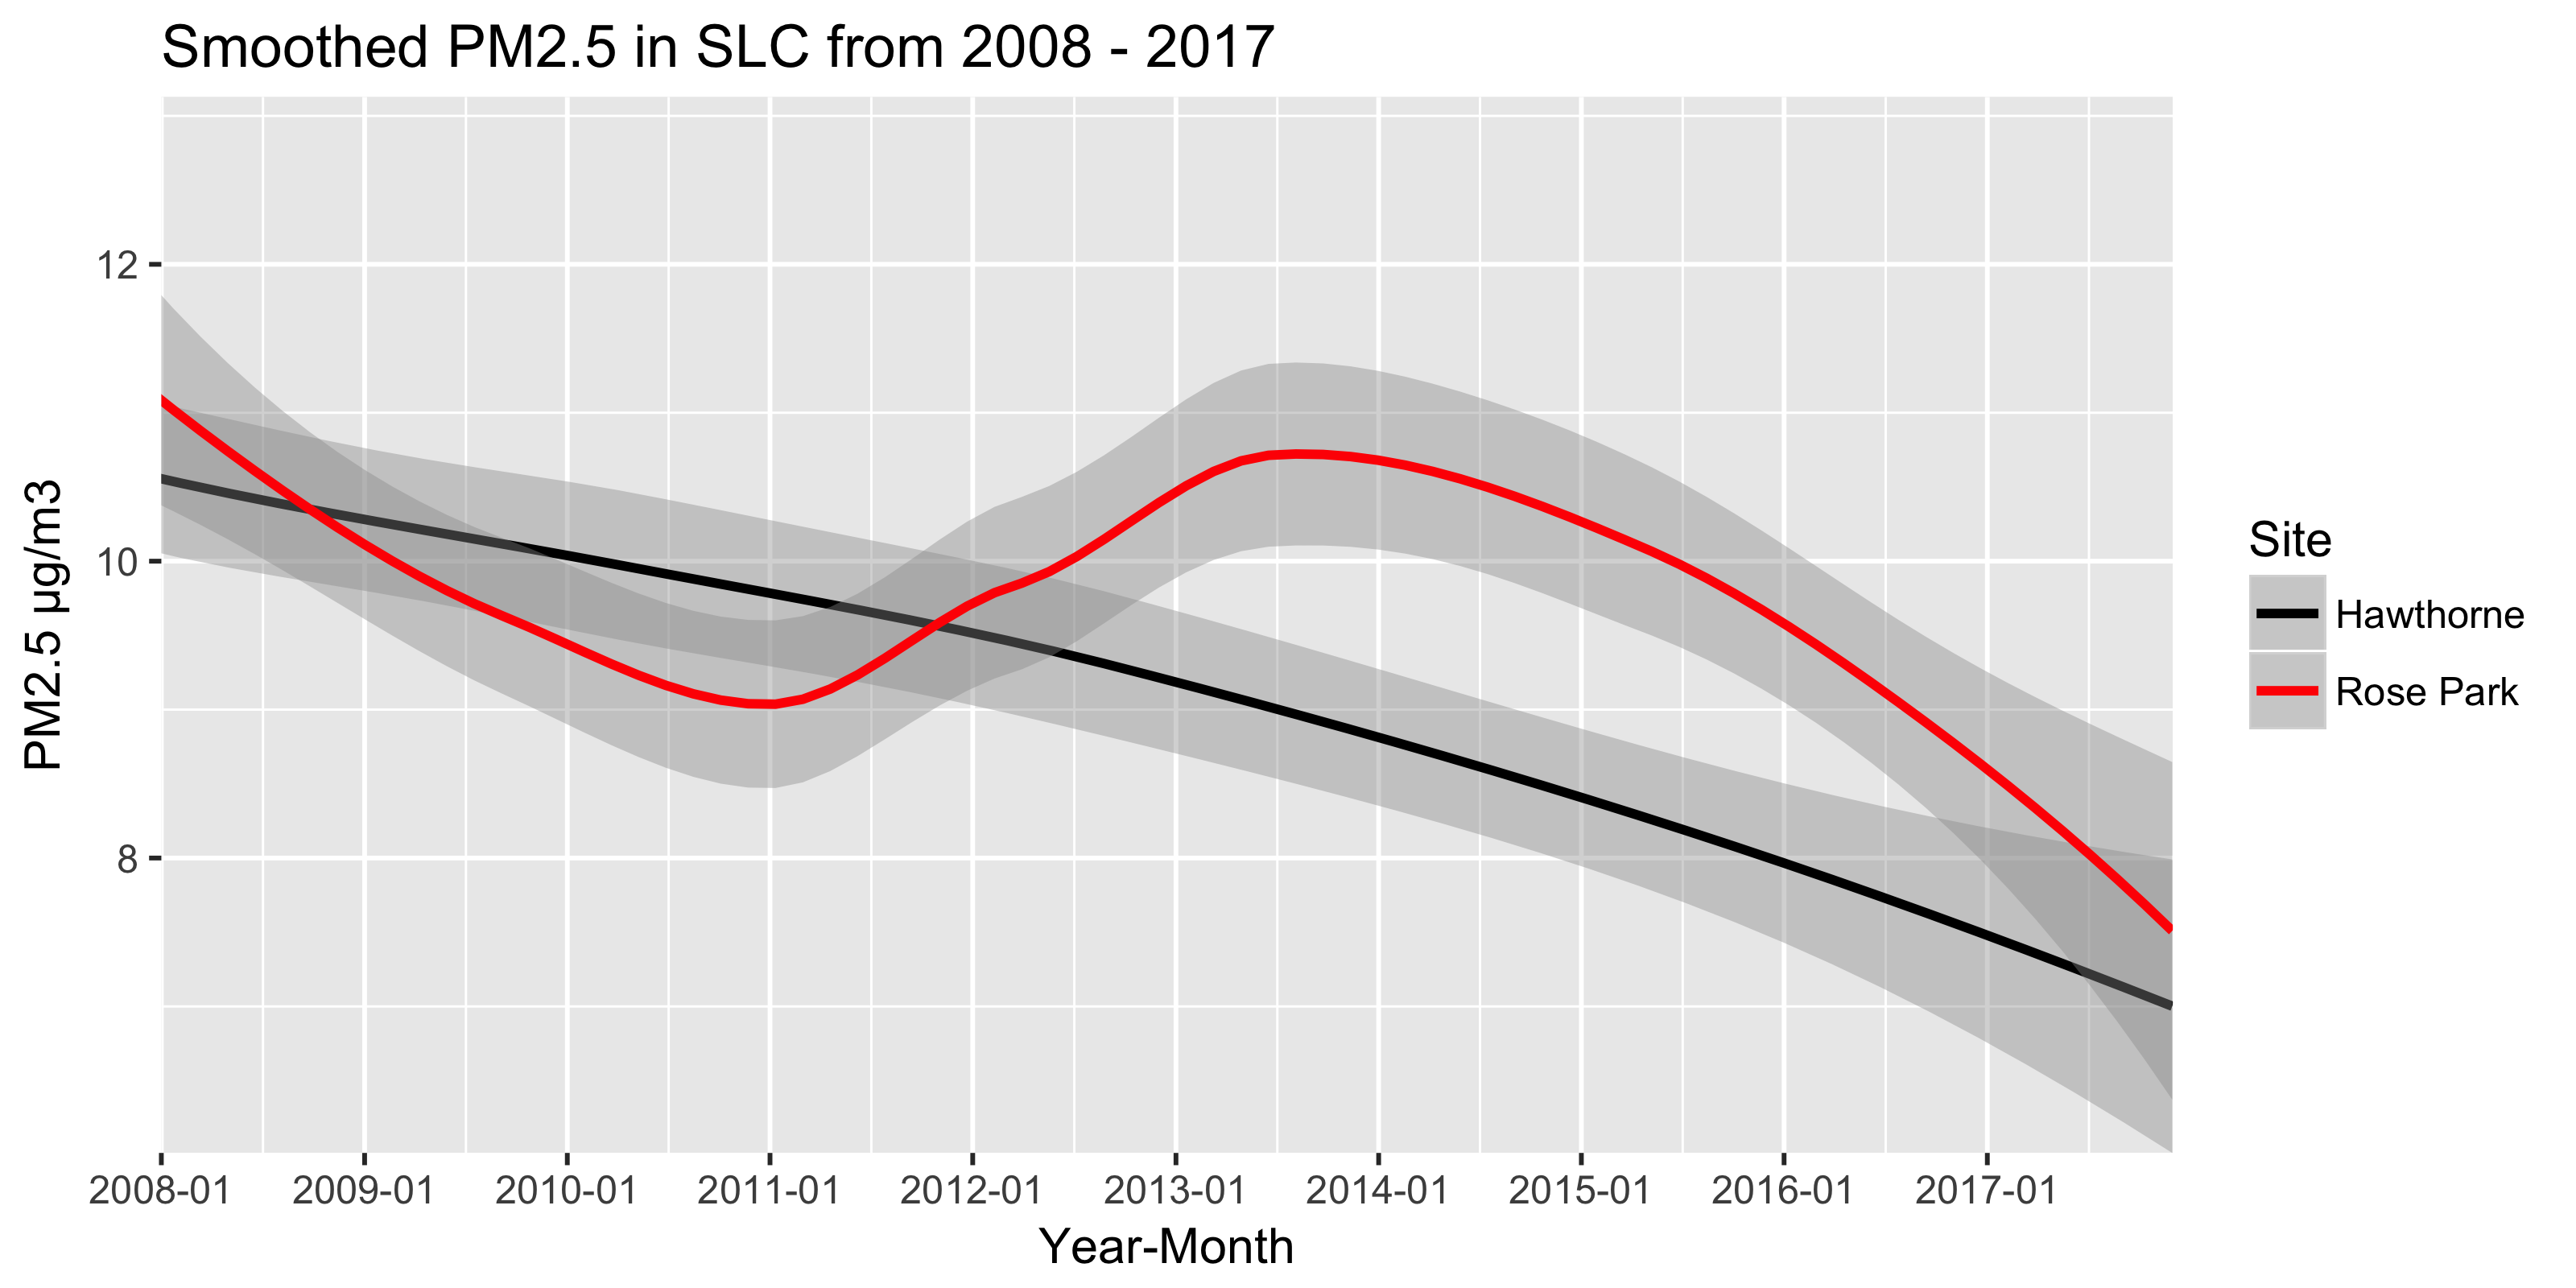 Smoothed PM2.5 in SLC from 2008 - 2017
PM2.5 µg/m3
12
10
8
2008-01 2009-01 2010-01 2011-01 2012-01 2013-01 2014-01 2015-01 2016-01 2017-01
Year-Month
Site
Hawthorne
Rose Park